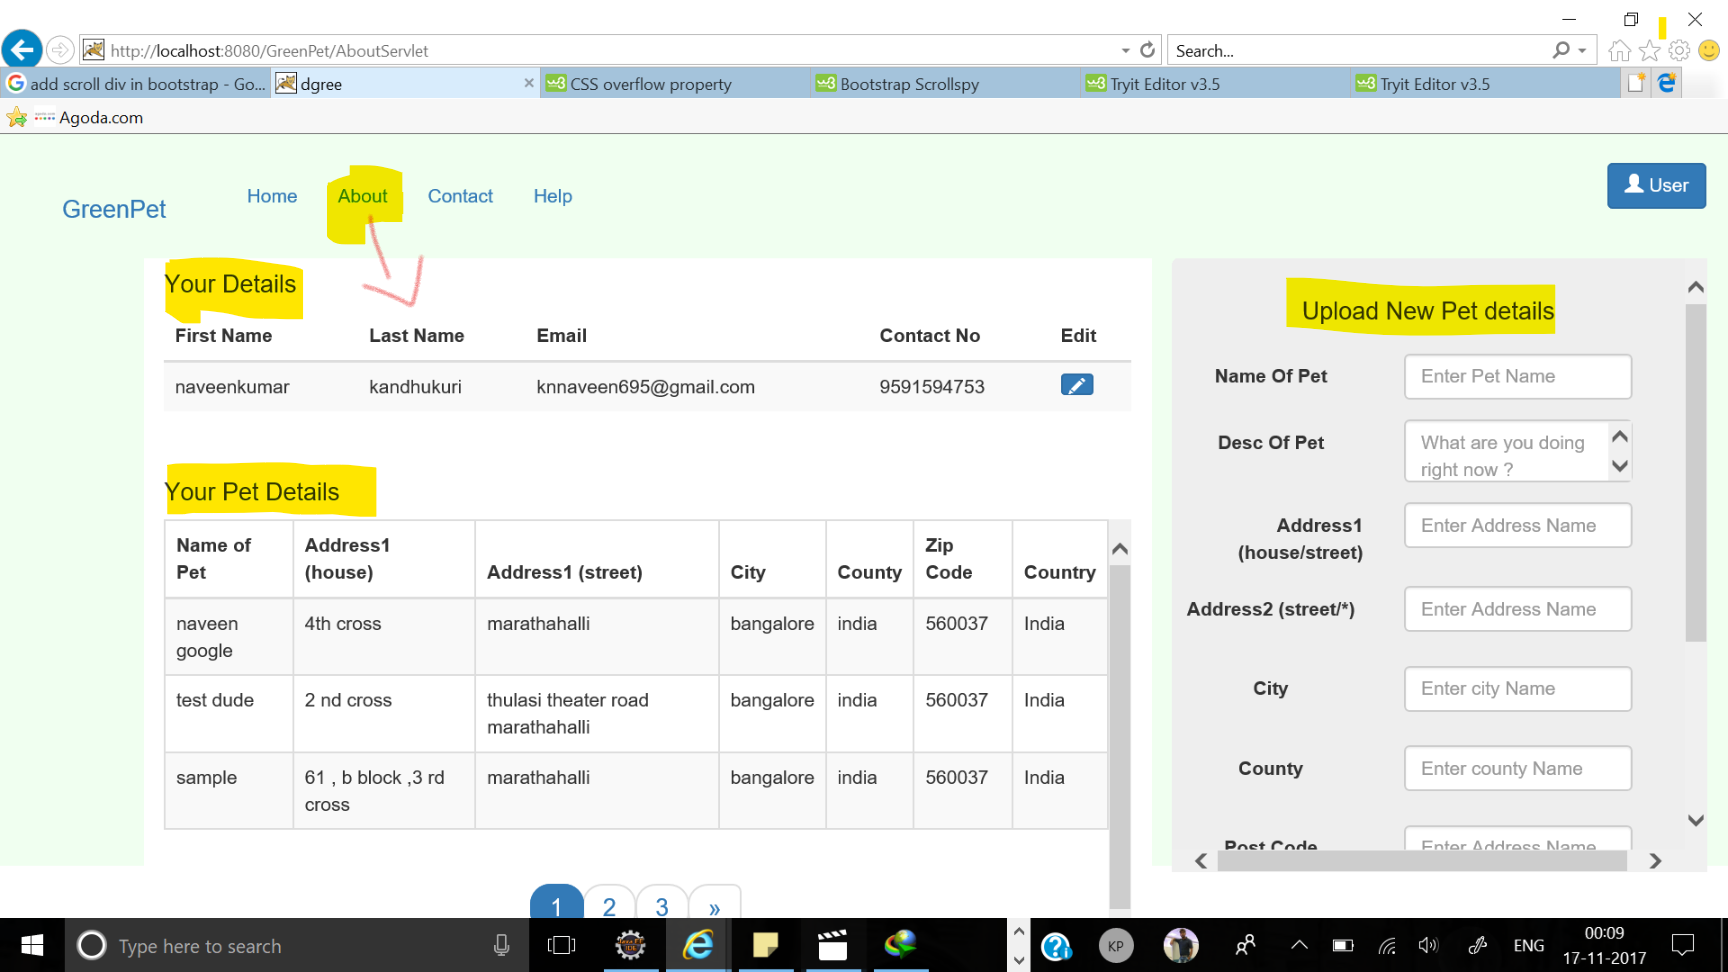 http://localhost:8080/GreenPet/AboutServlet
Search...
add scroll div in bootstrap - Go...
dgree
CSS overflow property
Bootstrap Scrollspy
Tryit Editor v3.5
Tryit Editor v3.5
Agoda.com
GreenPet
Home
About
Contact
Help
User
Your Details
First Name Last Name Email Contact No Edit
naveenkumar kandhukuri knnaveen695@gmail.com 9591594753
Your Pet Details
Name of Pet Address1 (house) Address1 (street) City County Zip Code Country
naveen google 4th cross marathahalli bangalore india 560037 India
test dude 2 nd cross thulasi theater road marathahalli bangalore india 560037 India
sample 61 , b block ,3 rd cross marathahalli bangalore india 560037 India
1 2 3 »
Upload New Pet details
Name Of Pet Enter Pet Name
Desc Of Pet What are you doing right now ?
Address1 (house/street) Enter Address Name
Address2 (street/*) Enter Address Name
City Enter city Name
County Enter county Name
Post Code Enter Address Name
Type here to search
KP
ENG
00:09
17-11-2017